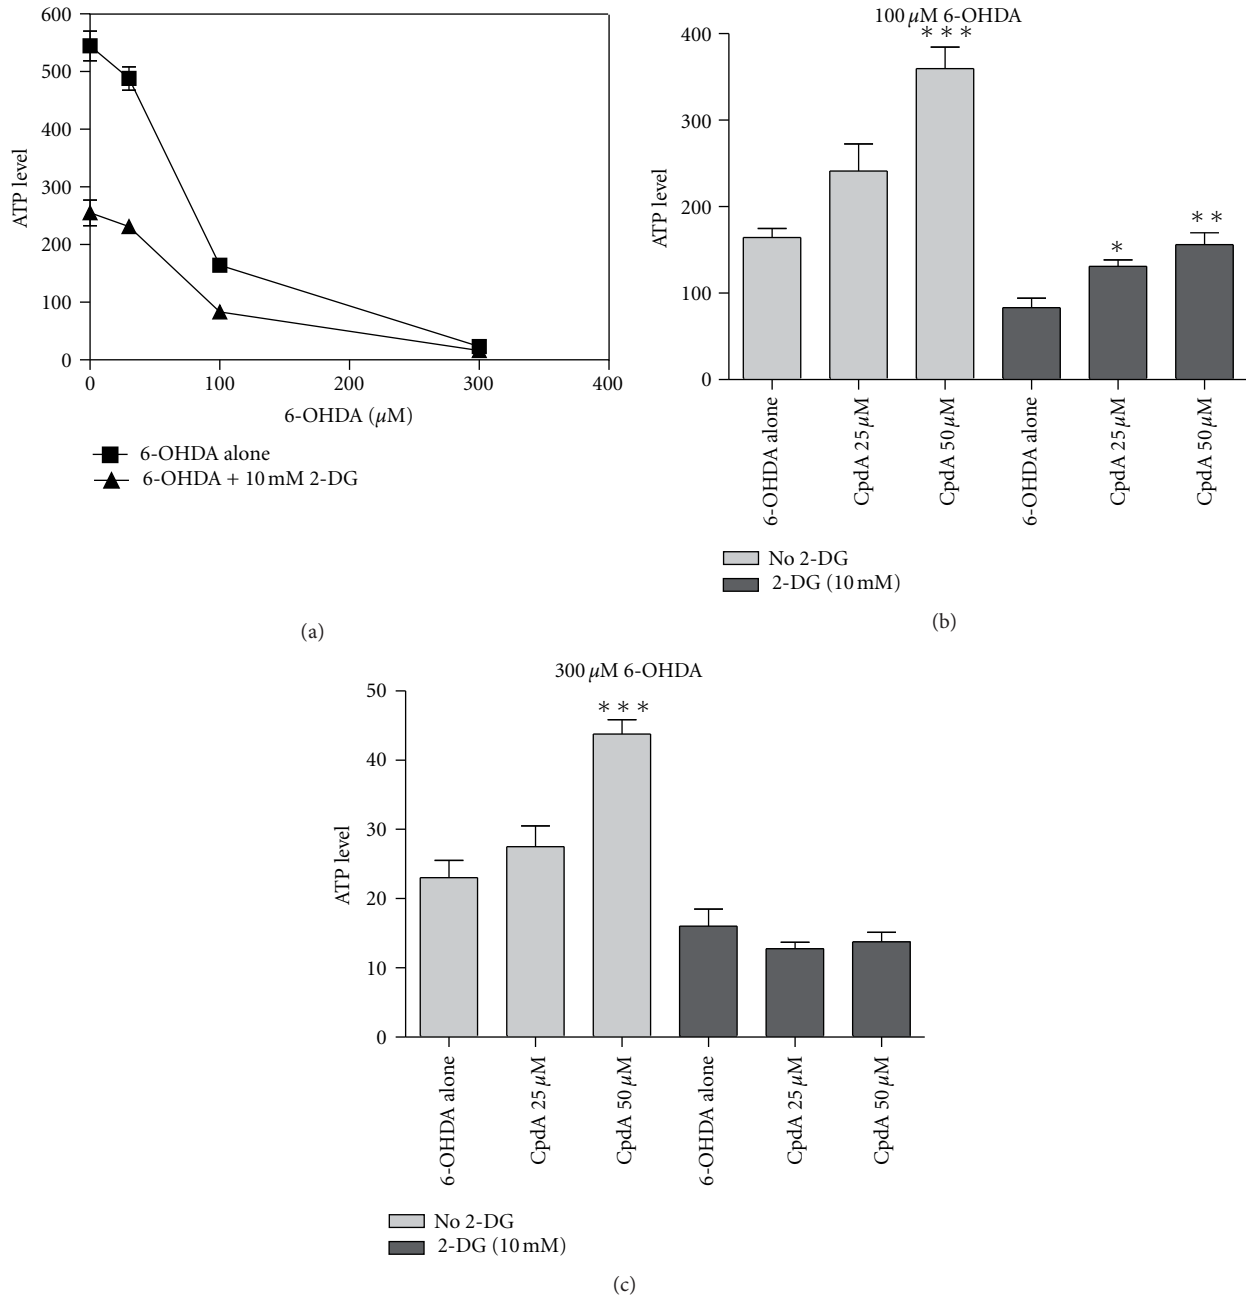 600
500
400
300
200
100
0
ATP level
0
100
200
300
400
6-OHDA (μM)
6-OHDA alone
6-OHDA + 10 mM 2-DG
(a)
100 μM 6-OHDA
∗∗∗
400
300
200
100
0
ATP level
∗
∗∗
6-OHDA alone
CpdA 25 μM
CpdA 50 μM
6-OHDA alone
CpdA 25 μM
CpdA 50 μM
No 2-DG
2-DG (10 mM)
(b)
300 μM 6-OHDA
50
40
30
20
10
0
ATP level
∗∗∗
6-OHDA alone
CpdA 25 μM
CpdA 50 μM
6-OHDA alone
CpdA 25 μM
CpdA 50 μM
No 2-DG
2-DG (10 mM)
(c)